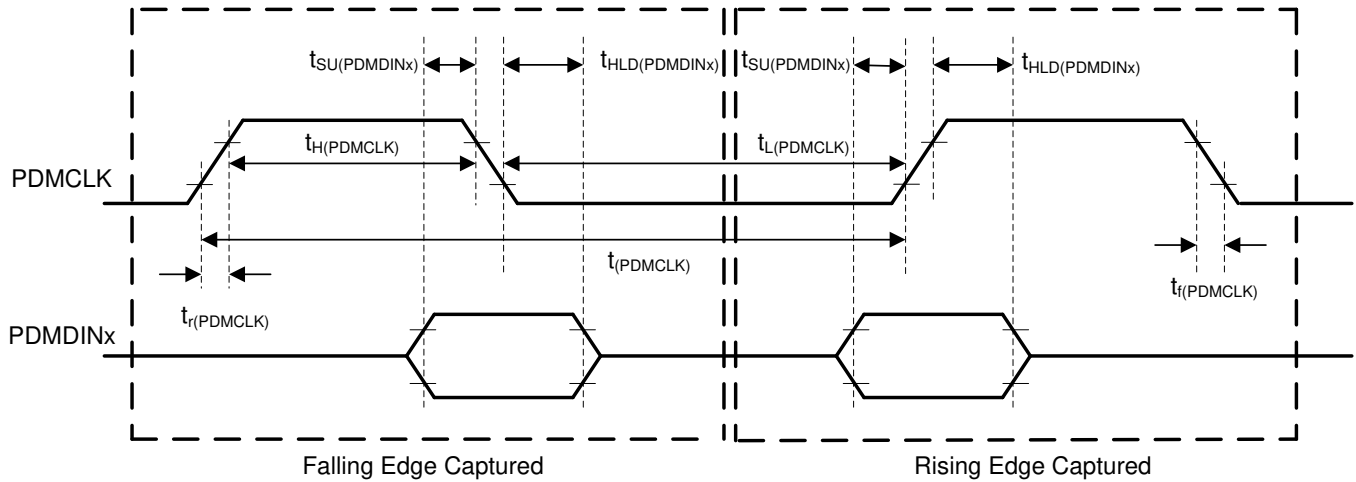 tSU(PDMDINx) tHLD(PDMDINx) tSU(PDMDINx) tHLD(PDMDINx)
tH(PDMCLK) tL(PDMCLK)
PDMCLK
t(PDMCLK)
tr(PDMCLK) tf(PDMCLK)
PDMDINx
Falling Edge Captured Rising Edge Captured